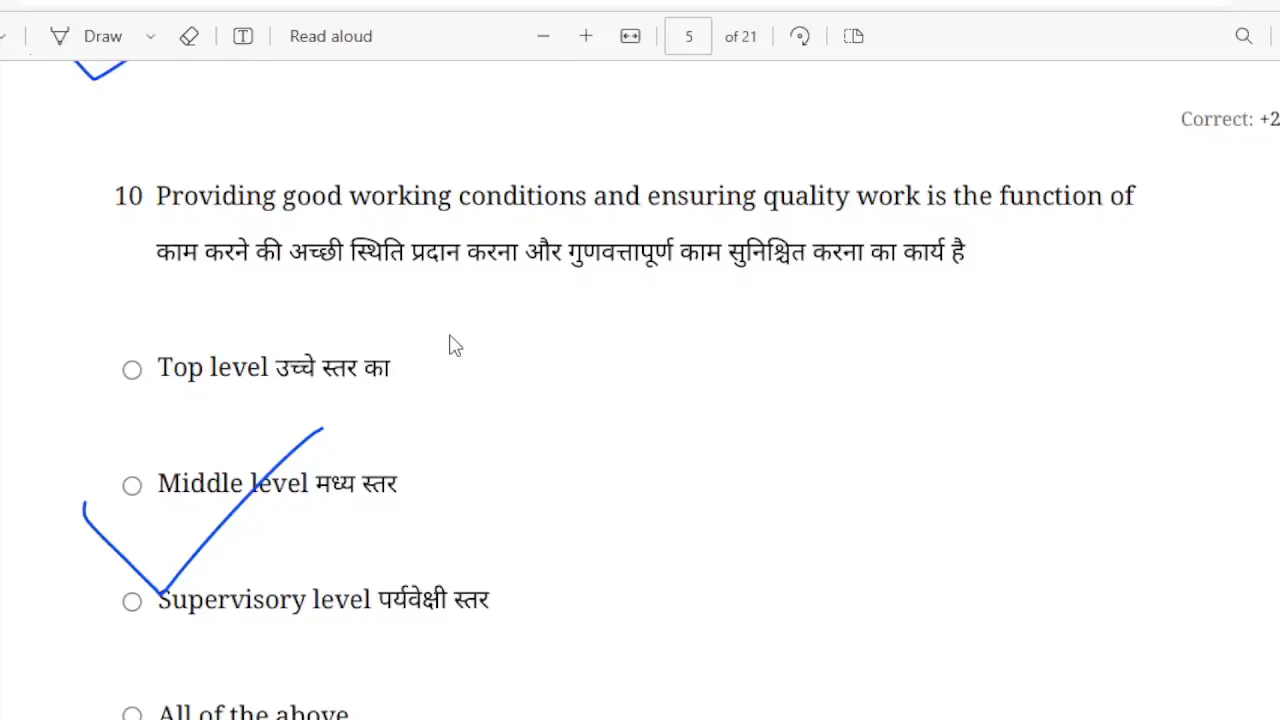 Draw
Read aloud
5
of 21
Correct: +2
10 Providing good working conditions and ensuring quality work is the function of
काम करने की अच्छी स्थिति प्रदान करना और गुणवत्तापूर्ण काम सुनिश्चित करना का कार्य है
Top level उच्चे स्तर का
Middle level मध्य स्तर
Supervisory level पर्यवेक्षी स्तर
All of the above